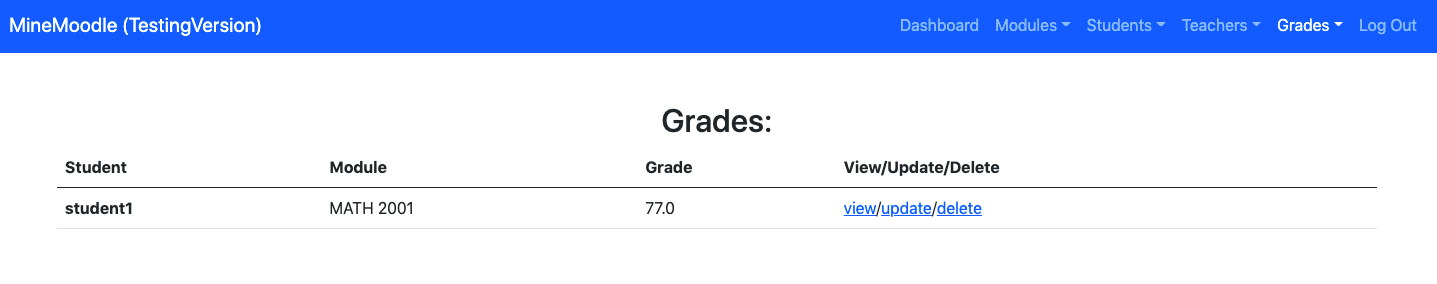 MineMoodle (TestingVersion) Dashboard Modules Students Teachers Grades Log Out
Grades:
Student Module Grade View/Update/Delete
student1 MATH 2001 77.0 view/update/delete